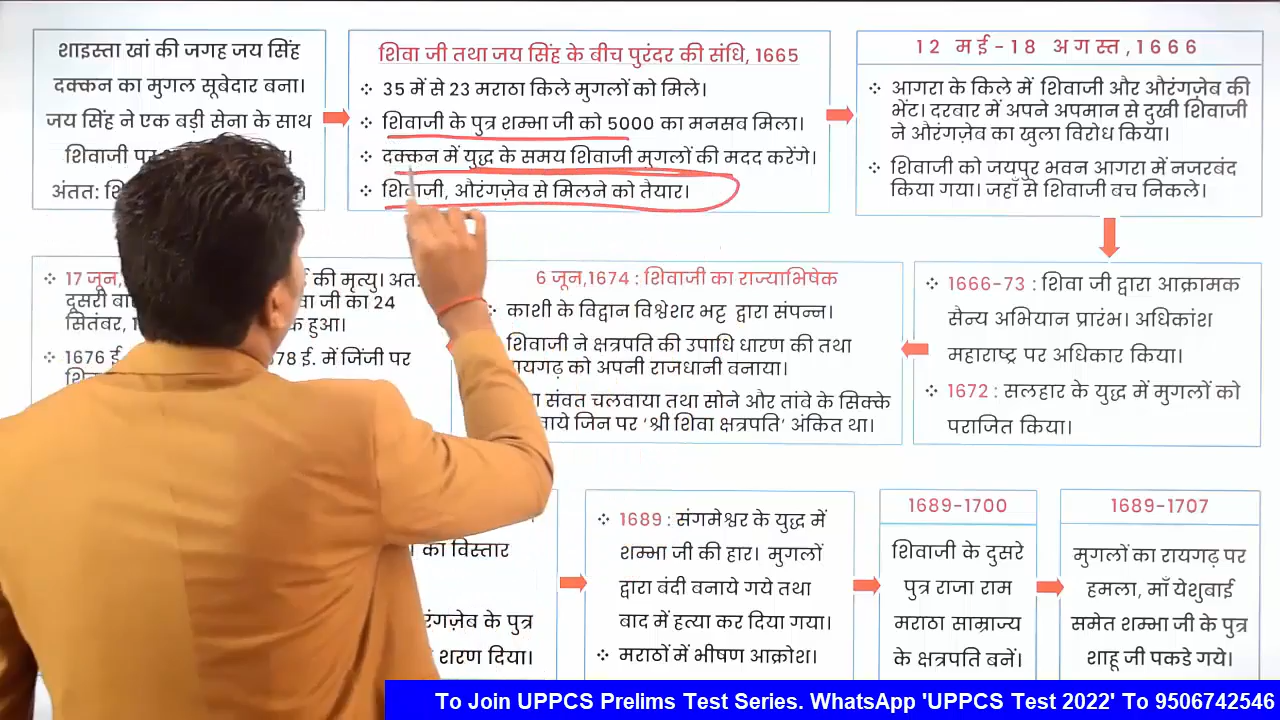 शाइस्ता खां की जगह जय सिंह
दक्कन का मुगल सूबेदार बना।
जय सिंह ने एक बड़ी सेना के साथ
शिवाजी पर
अंततः
शिवा जी तथा जय सिंह के बीच पुरंदर की संधि, 1665
❖ 35 में से 23 मराठा किले मुगलों को मिले।
❖ शिवाजी के पुत्र शम्भा जी को 5000 का मनसब मिला।
❖ दक्कन में युद्ध के समय शिवाजी मुगलों की मदद करेंगे।
❖ शिवाजी, औरंगज़ेब से मिलने को तैयार।
12 मई-18 अगस्त,1666
❖ आगरा के किले में शिवाजी और औरंगज़ेब की
भेंट। दरबार में अपने अपमान से दुखी शिवाजी
ने औरंगज़ेब का खुला विरोध किया।
❖ शिवाजी को जयपुर भवन आगरा में नजरबंद
किया गया। जहाँ से शिवाजी बच निकले।
❖ 1666-73 : शिवा जी द्वारा आक्रामक
सैन्य अभियान प्रारंभ। अधिकांश
महाराष्ट्र पर अधिकार किया।
❖ 1672 : सलहार के युद्ध में मुगलों को
पराजित किया।
6 जून,1674 : शिवाजी का राज्याभिषेक
काशी के विद्वान विश्वेशर भट्ट द्वारा संपन्न।
शिवाजी ने क्षत्रपति की उपाधि धारण की तथा
रायगढ़ को अपनी राजधानी बनाया।
संवत चलवाया तथा सोने और तांबे के सिक्के
जिन पर ‘श्री शिवा क्षत्रपति’ अंकित था।
❖ 17 जून, की मृत्यु।
दूसरी जी का 24
सितंबर, हुआ।
❖ 1676 ई. में जिंजी पर
का विस्तार
के पुत्र
शरण दिया।
❖ 1689 : संगमेश्वर के युद्ध में
शम्भा जी की हार। मुगलों
द्वारा बंदी बनाये गये तथा
बाद में हत्या कर दिया गया।
❖ मराठों में भीषण आक्रोश।
1689-1700
शिवाजी के दुसरे
पुत्र राजा राम
मराठा साम्राज्य
के क्षत्रपति बनें।
1689-1707
मुगलों का रायगढ़ पर
हमला, माँ येशुबाई
समेत शम्भा जी के पुत्र
शाहू जी पकडे गये।
To Join UPPCS Prelims Test Series. WhatsApp 'UPPCS Test 2022' To 9506742546